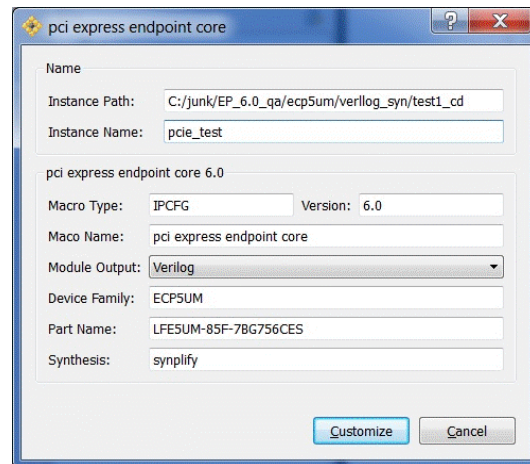 pci express endpoint core
Name
Instance Path: C:/junk/EP_6.0_qa/ecp5um/verllog_syn/test1_cd
Instance Name: pcie_test
pci express endpoint core 6.0
Macro Type: IPCFG Version: 6.0
Maco Name: pci express endpoint core
Module Output: Verilog
Device Family: ECP5UM
Part Name: LFE5UM-85F-7BG756CES
Synthesis: synplify
Customize Cancel